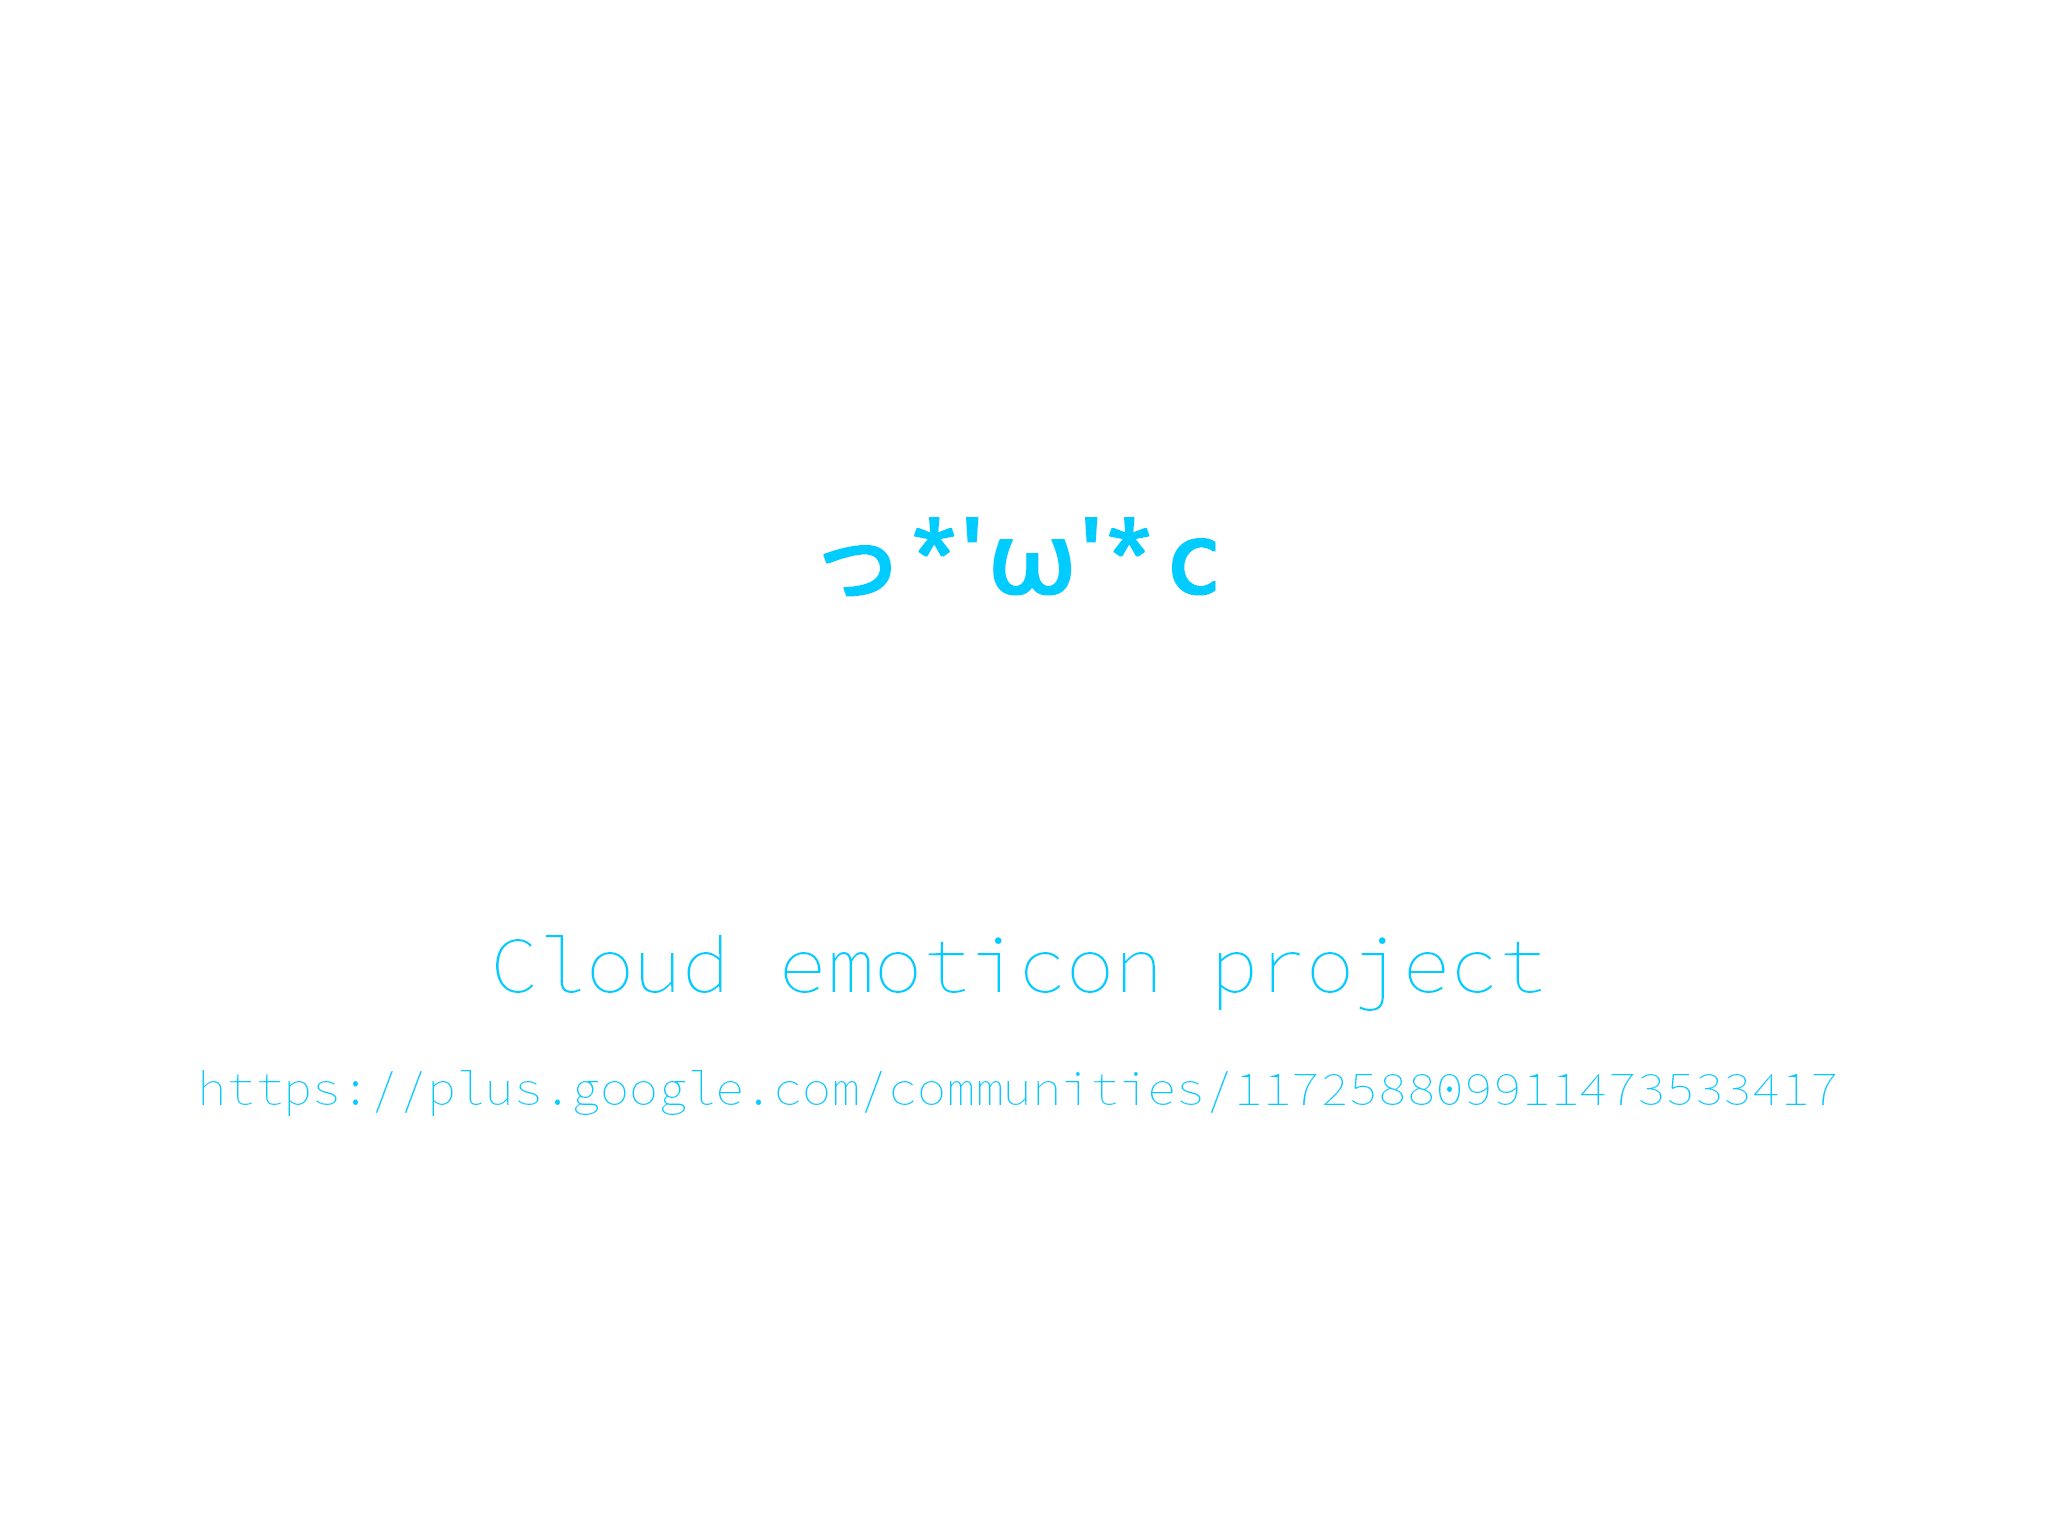 っ*'ω'*c
Cloud emoticon project
https://plus.google.com/communities/117258809911473533417